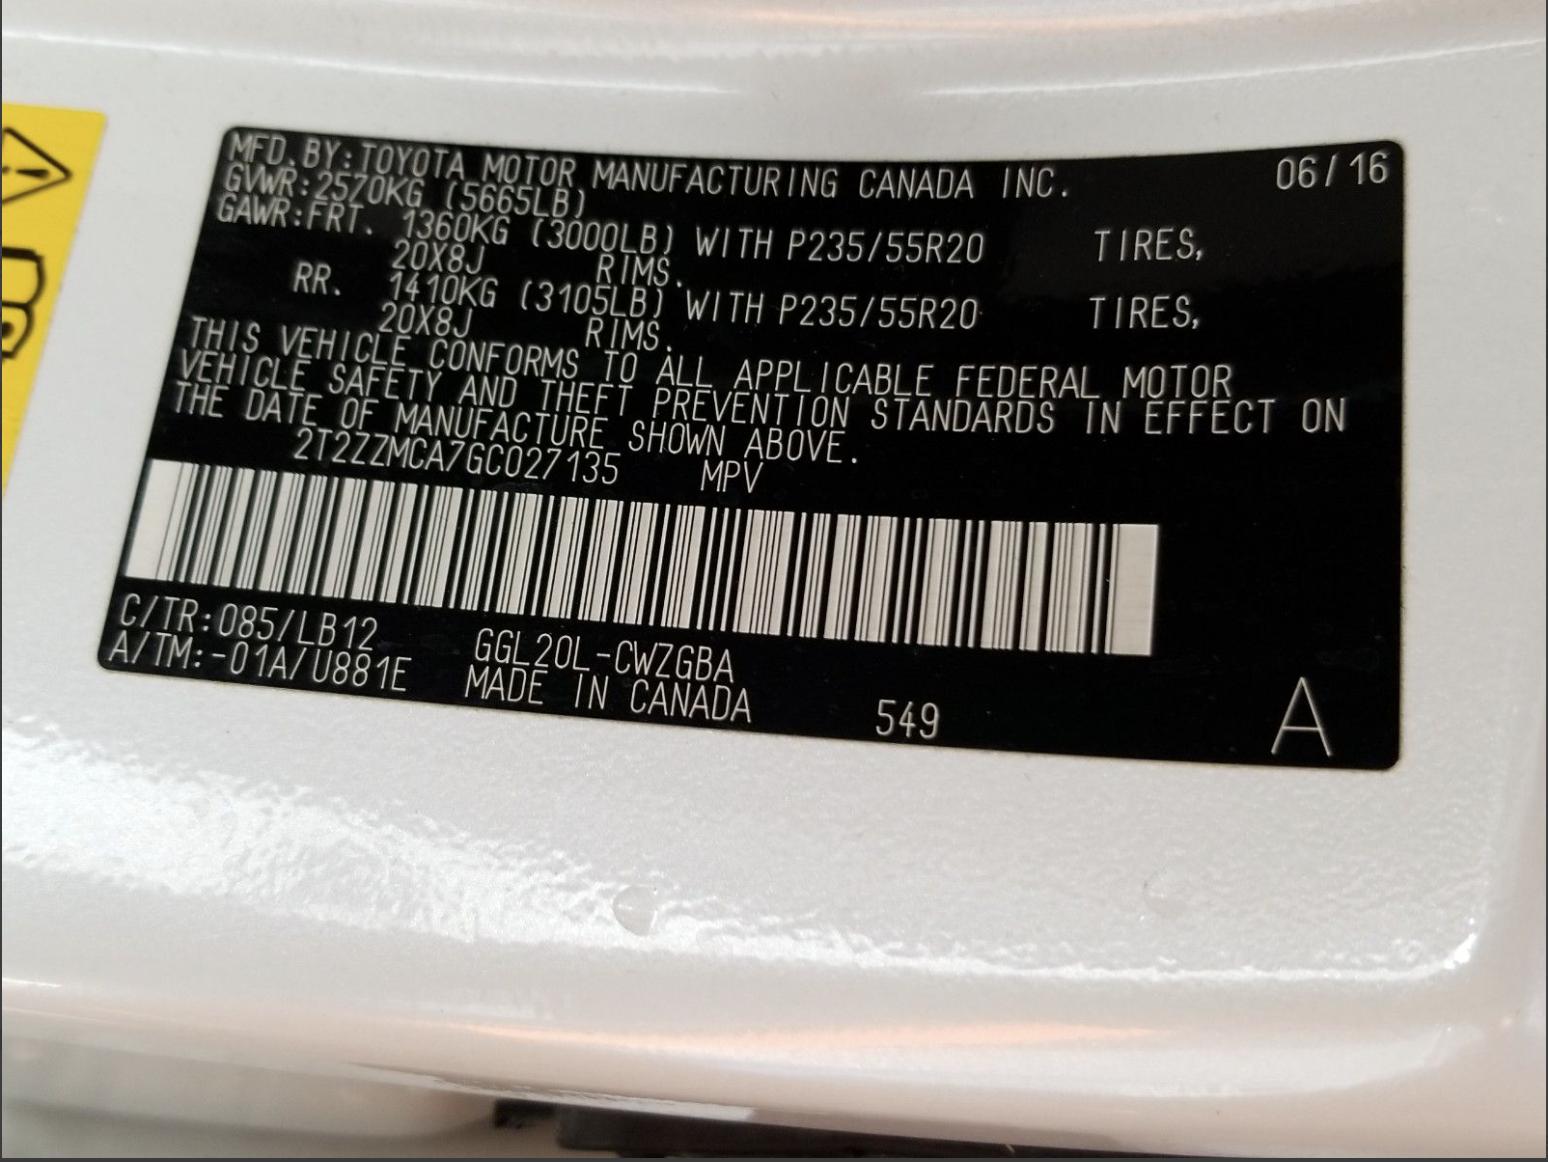 MFD.BY:TOYOTA MOTOR MANUFACTURING CANADA INC. 06/16
GVWR:2570KG (5665LB)
GAWR:FRT. 1360KG (3000LB) WITH P235/55R20 TIRES,
20X8J RIMS.
RR. 1410KG (3105LB) WITH P235/55R20 TIRES,
20X8J RIMS.
THIS VEHICLE CONFORMS TO ALL APPLICABLE FEDERAL MOTOR
VEHICLE SAFETY AND THEFT PREVENTION STANDARDS IN EFFECT ON
THE DATE OF MANUFACTURE SHOWN ABOVE.
2T2ZZMCA7GC027135 MPV
C/TR:085/LB12 GGL20L-CWZGBA
A/TM:-01A/U881E MADE IN CANADA 549 A